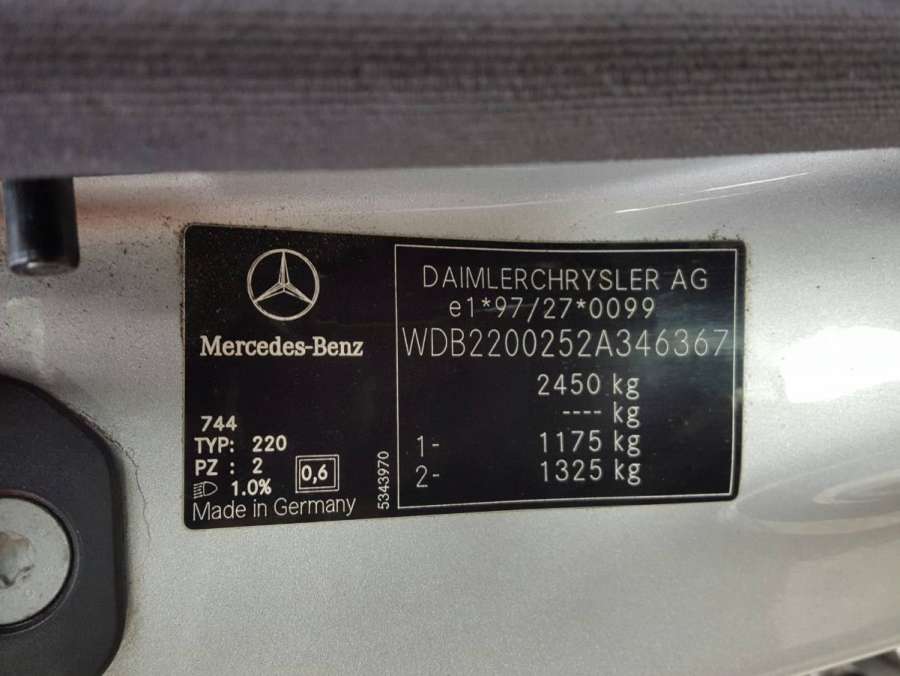 Mercedes-Benz
744
TYP: 220
PZ : 2
1.0%
0,6
Made in Germany
5343970
DAIMLERCHRYSLER AG
e1*97/27*0099
WDB2200252A346367
2450 kg
---- kg
1- 1175 kg
2- 1325 kg